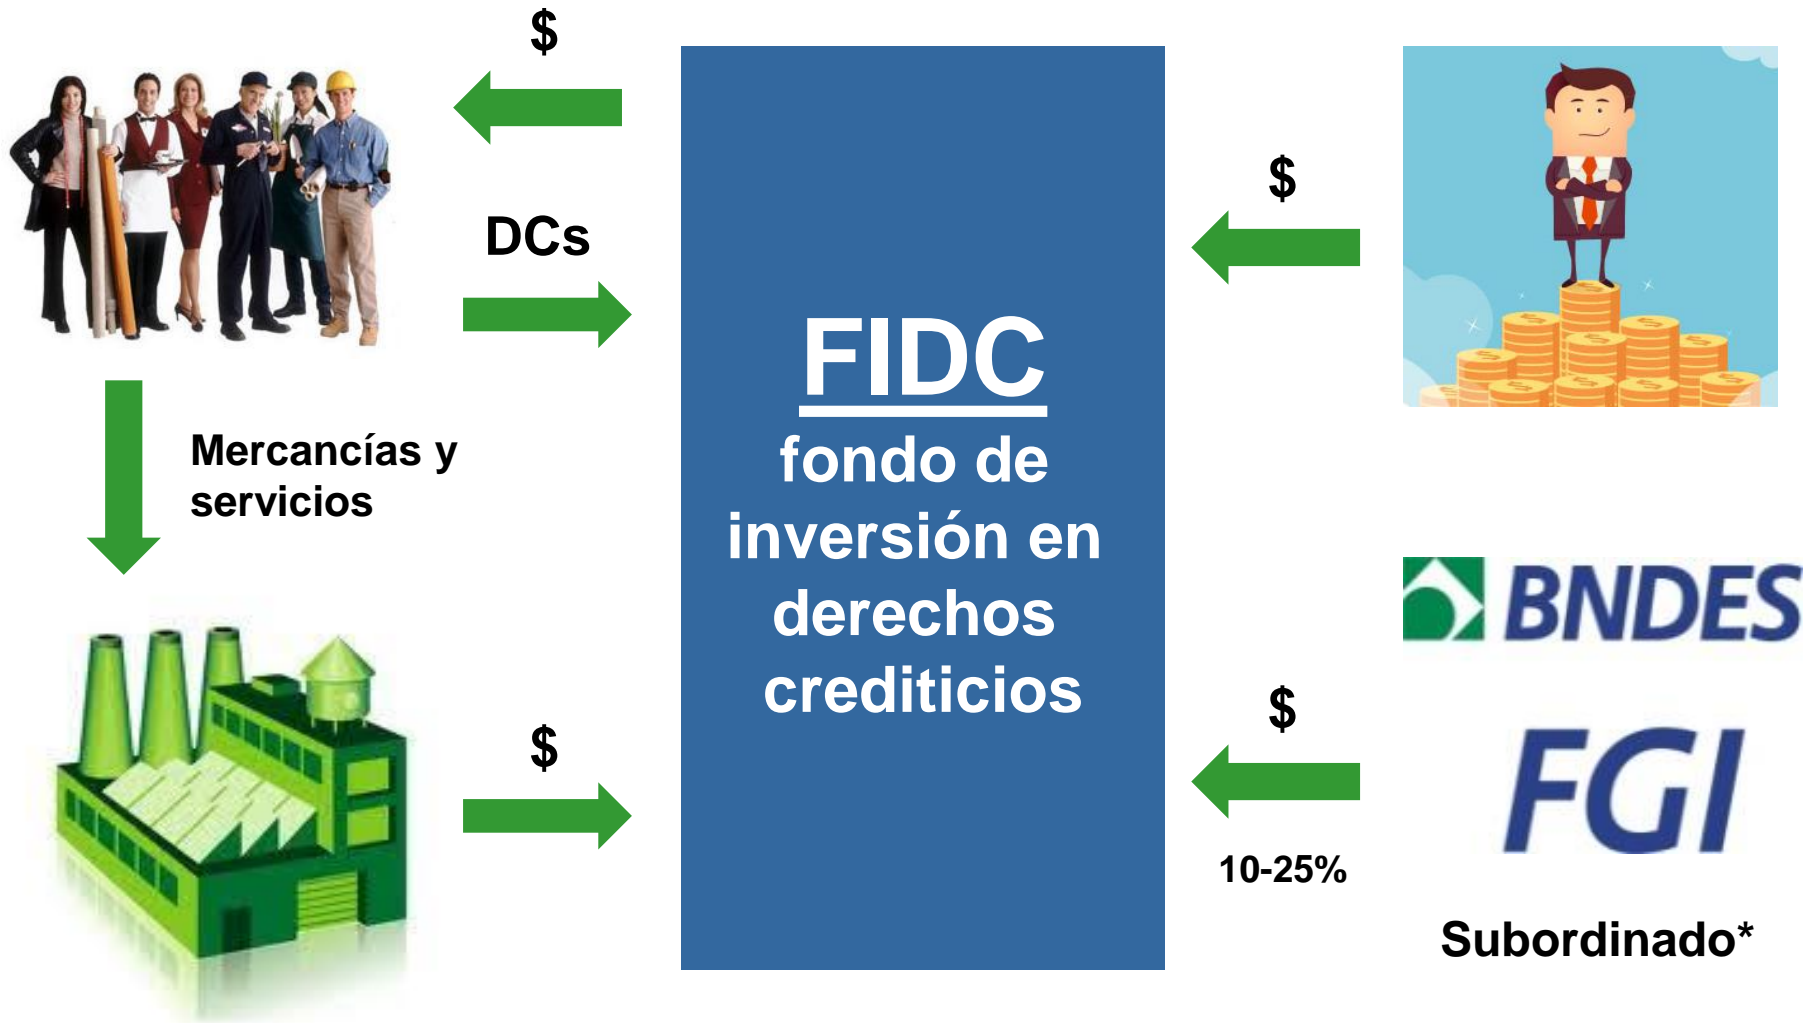 $
DCs
Mercancías y
servicios
$
FIDC
fondo de
inversión en
derechos
crediticios
$
BNDES
$
FGI
10-25%
Subordinado*